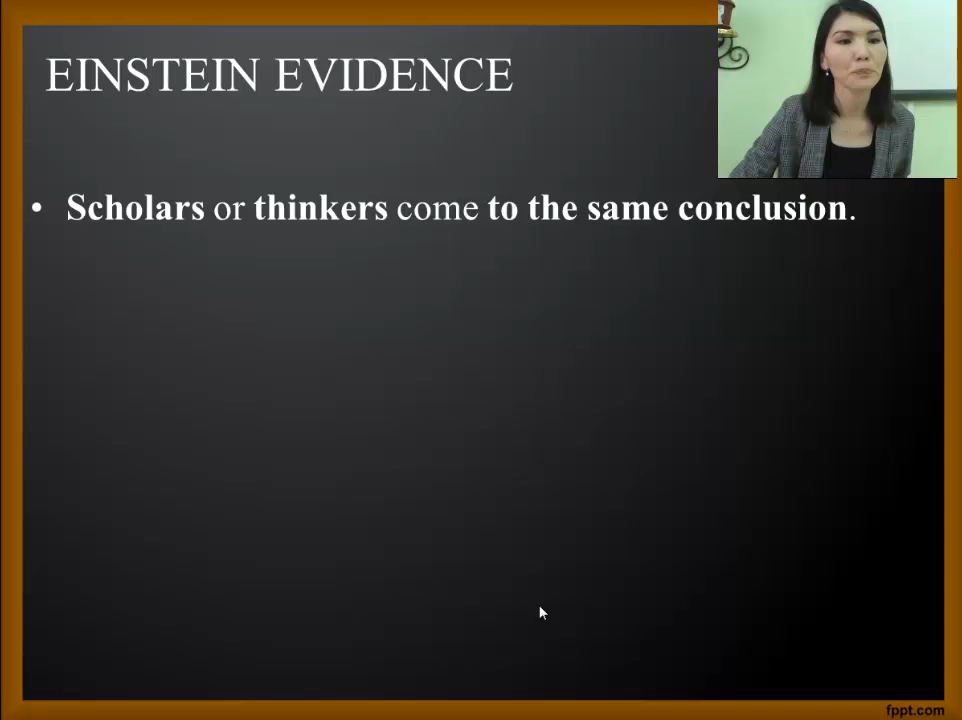 EINSTEIN EVIDENCE
• Scholars or thinkers come to the same conclusion.
fppt.com